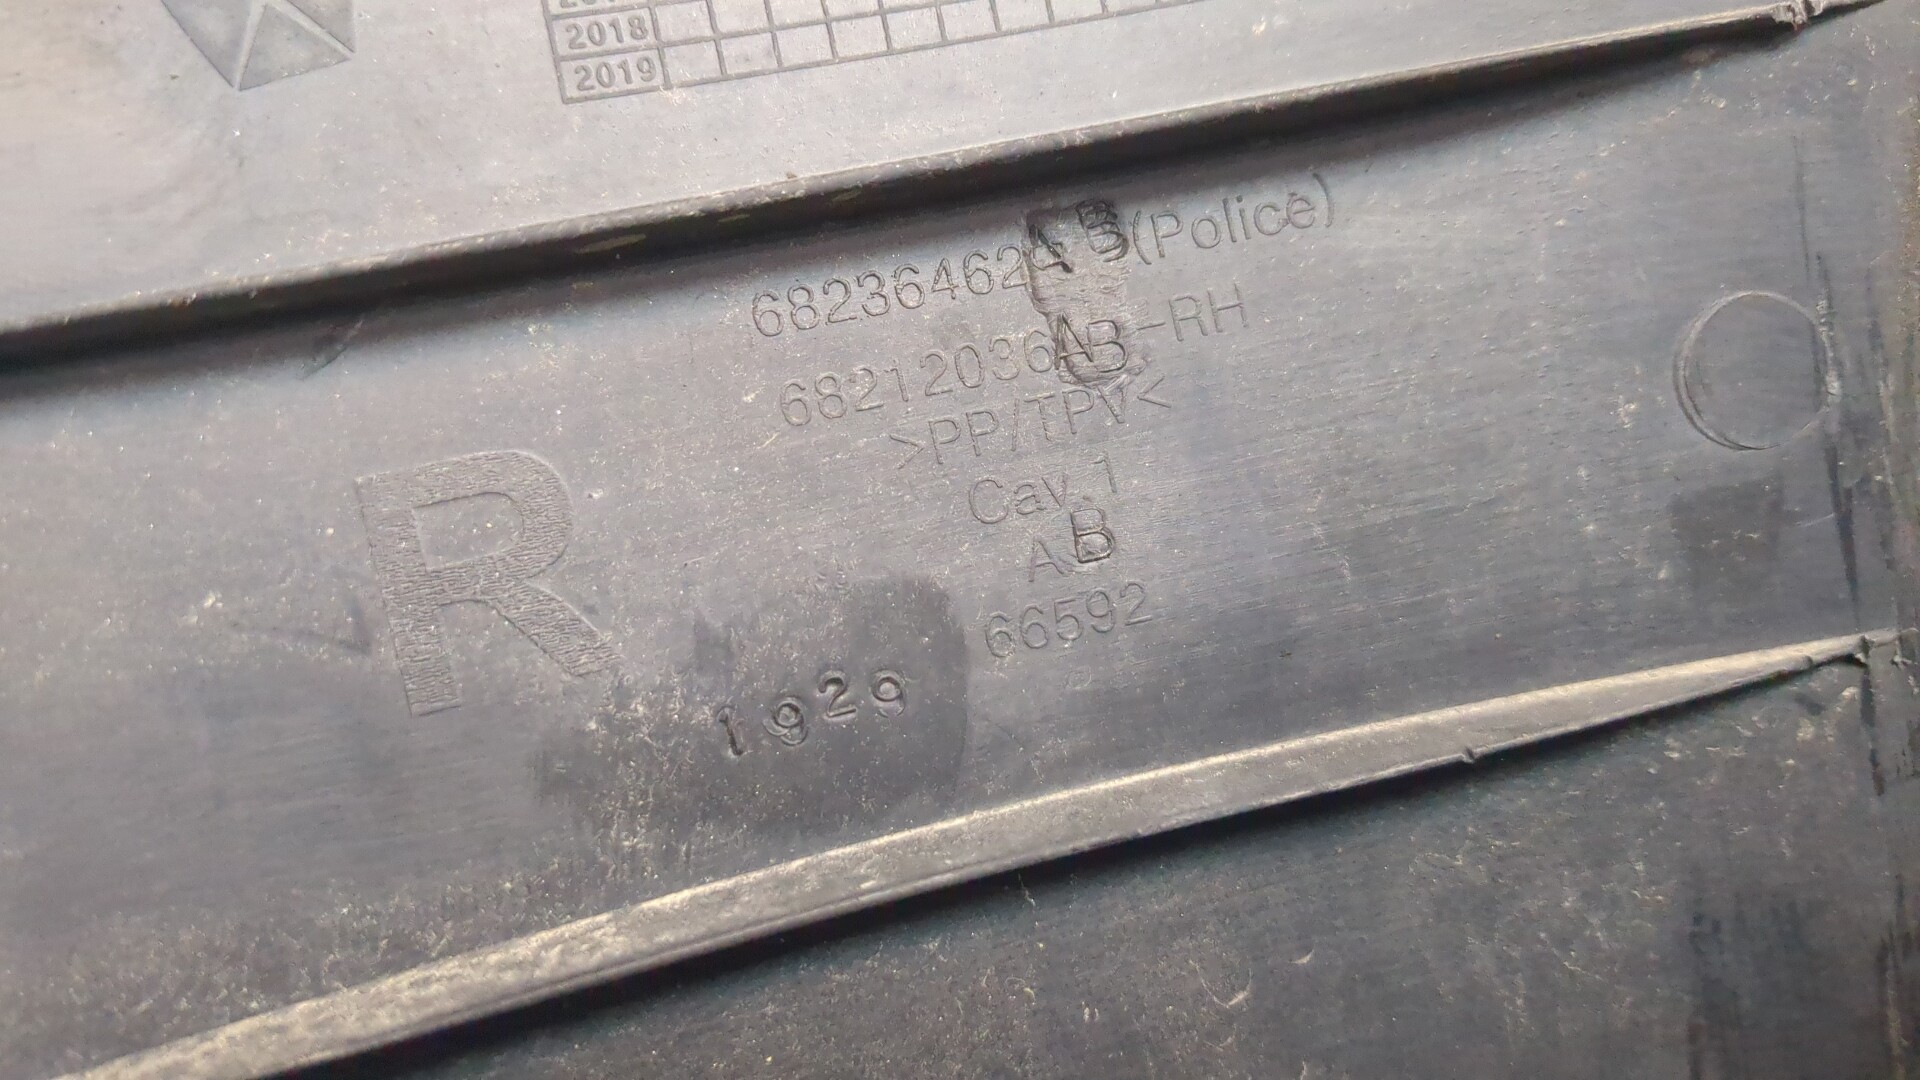 2018
2019
68236462AB(Police)
68212036AB-RH
>PP/TPV<
Cav.1
AB
66592
R
1929